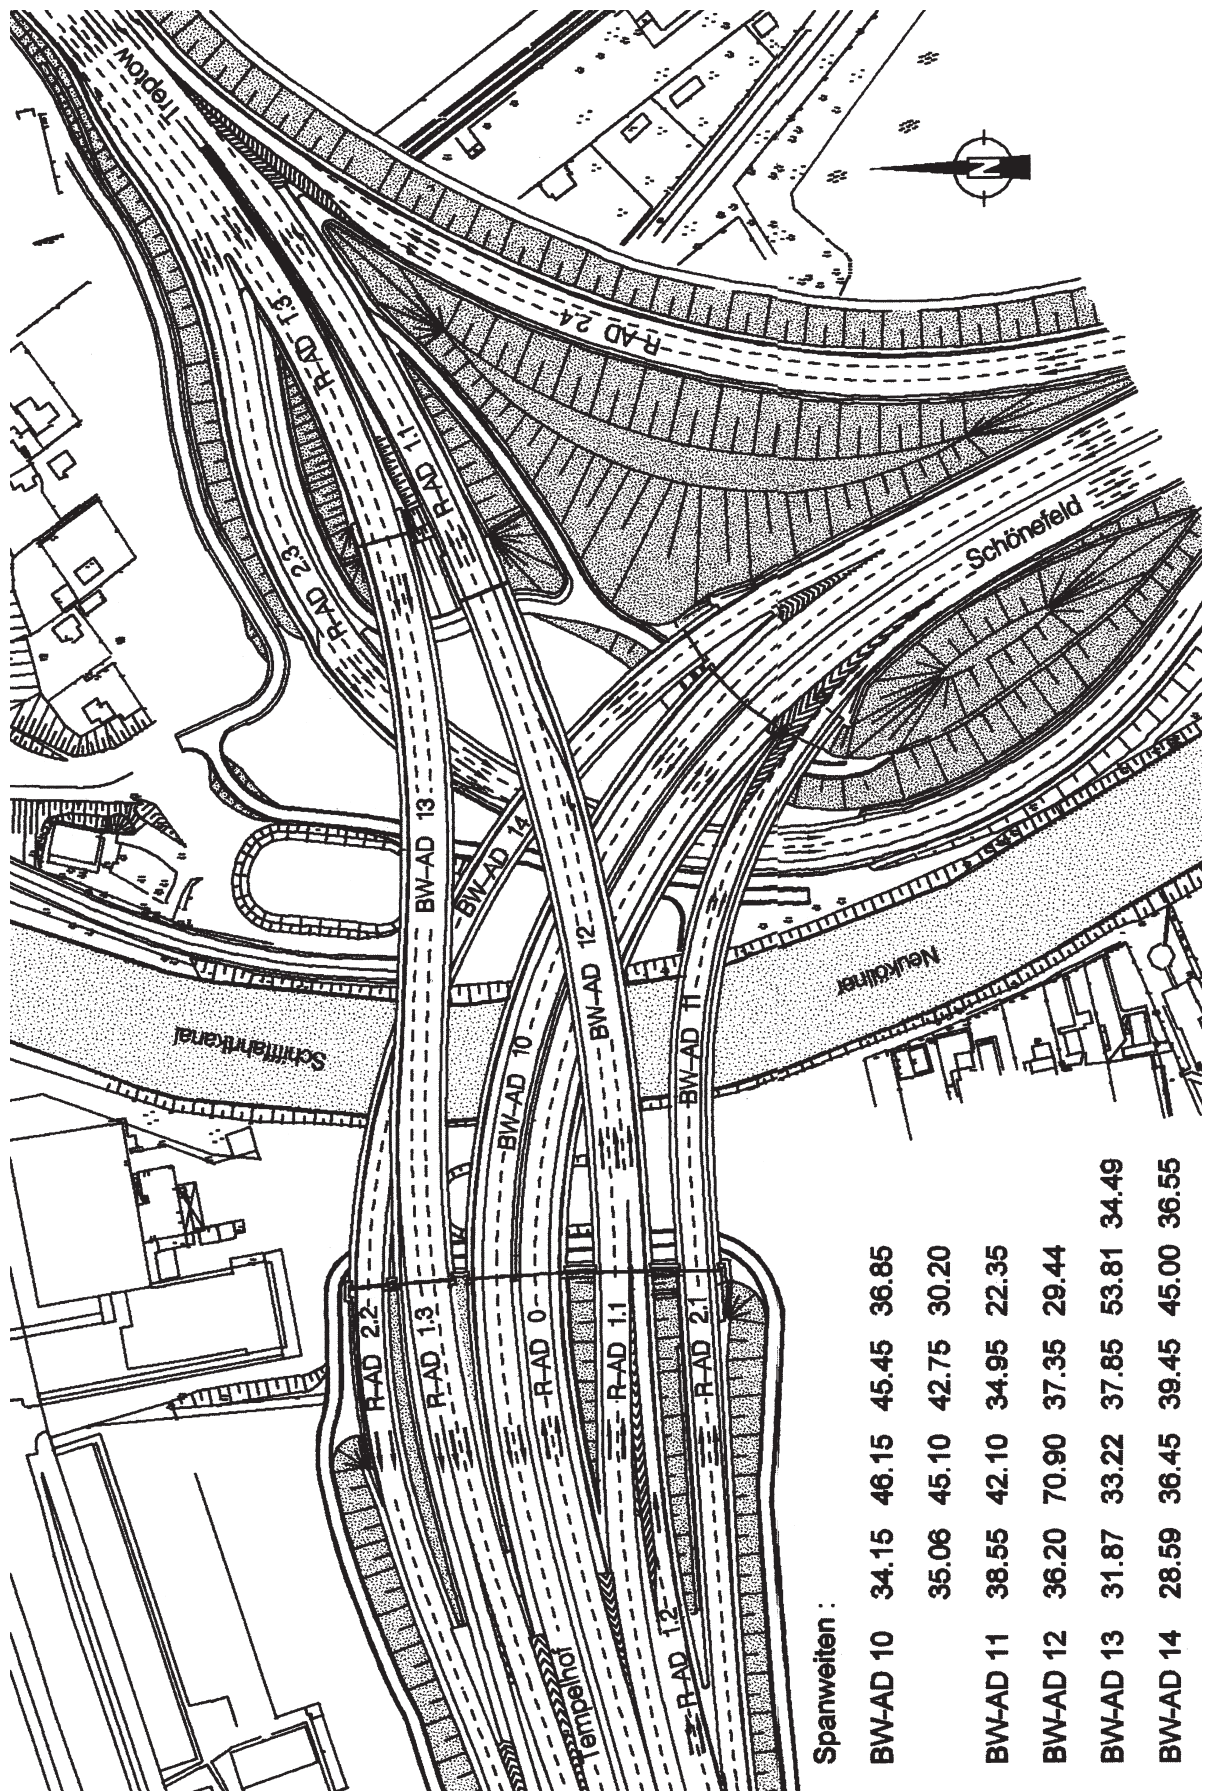 Treptow
R-AD 1.3
R-AD 1.1
R-AD 2.4
R-AD 2.3
Schönefeld
N
BW-AD 13
BW-AD 14
BW-AD 12
BW-AD 10
BW-AD 11
Neuköllner
Schifffahrtkanal
R-AD 2.2
R-AD 1.3
R-AD 0
R-AD 1.1
R-AD 2.1
R-AD 1.2
Tempelhof
Spanweiten :
BW-AD 10 34.15 46.15 45.45 36.85
35.06 45.10 42.75 30.20
BW-AD 11 38.55 42.10 34.95 22.35
BW-AD 12 36.20 70.90 37.35 29.44
BW-AD 13 31.87 33.22 37.85 53.81 34.49
BW-AD 14 28.59 36.45 39.45 45.00 36.55